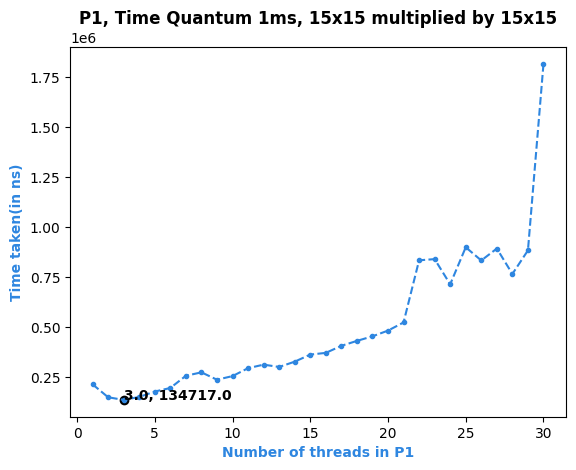 P1, Time Quantum 1ms, 15x15 multiplied by 15x15
1e6
1.75
1.50
1.25
1.00
0.75
0.50
0.25
Time taken(in ns)
3.0, 134717.0
0 5 10 15 20 25 30
Number of threads in P1